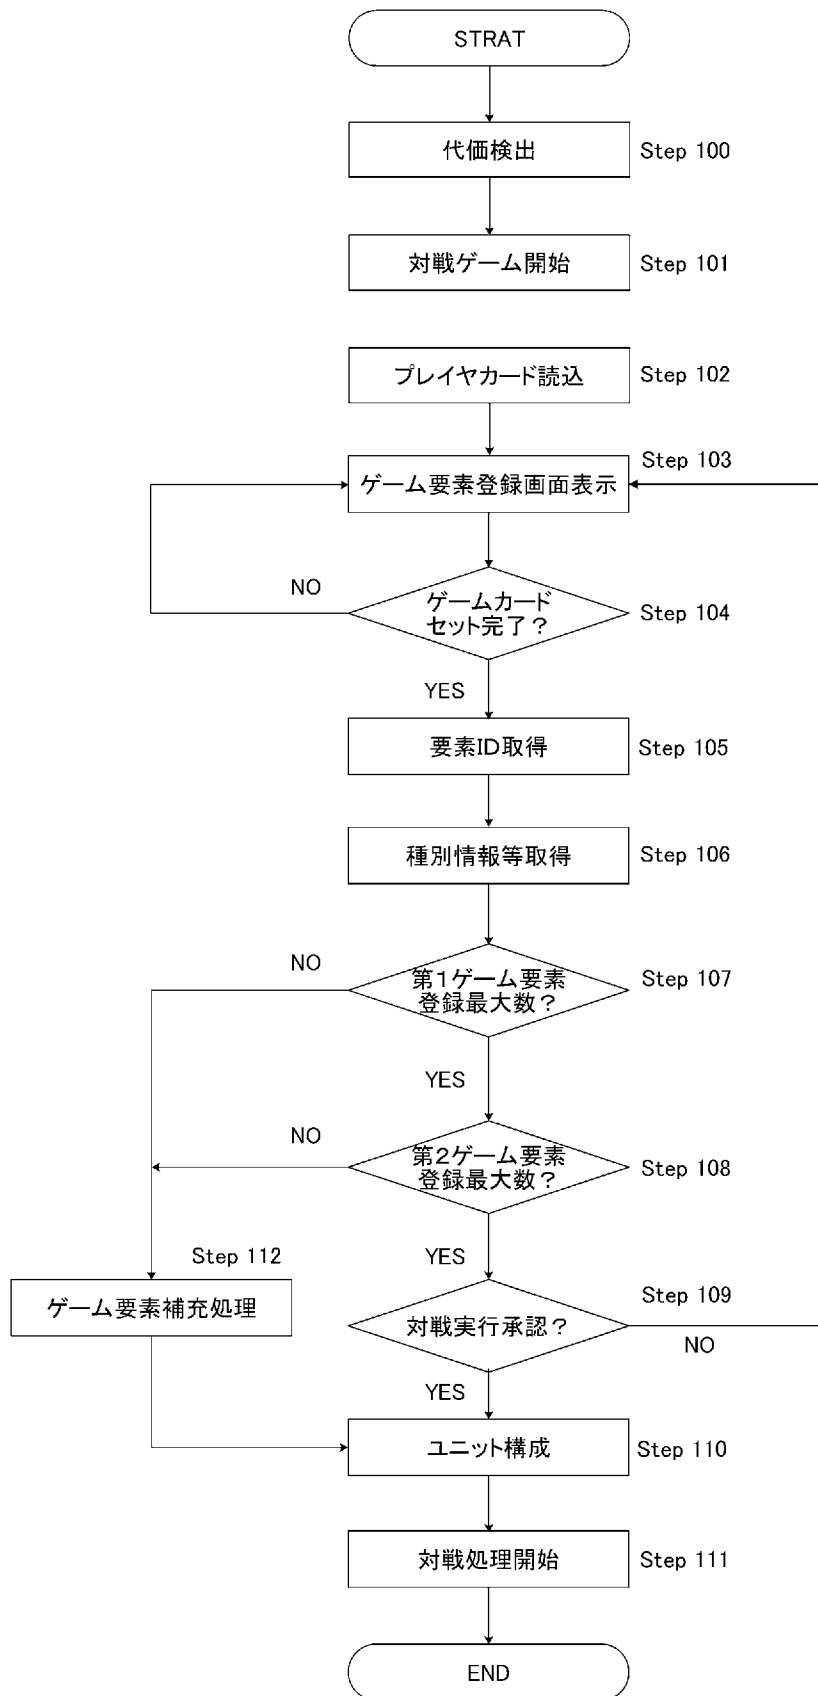 STRAT
代価検出
Step 100
対戦ゲーム開始
Step 101
プレイヤカード読込
Step 102
Step 103
ゲーム要素登録画面表示
NO
ゲームカード
セット完了？
Step 104
YES
要素ID取得
Step 105
種別情報等取得
Step 106
NO
第１ゲーム要素
登録最大数？
Step 107
YES
NO
第２ゲーム要素
登録最大数？
Step 108
YES
Step 112
ゲーム要素補充処理
Step 109
対戦実行承認？
NO
YES
ユニット構成
Step 110
対戦処理開始
Step 111
END